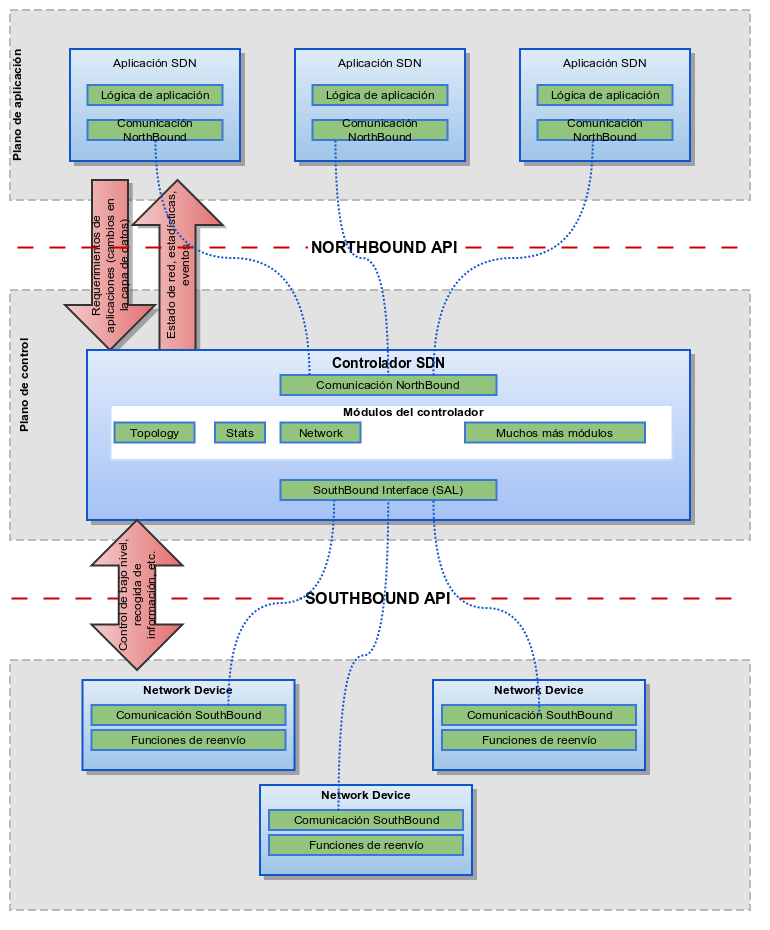 Plano de aplicación
Aplicación SDN
Lógica de aplicación
Comunicación
NorthBound
Aplicación SDN
Lógica de aplicación
Comunicación
NorthBound
Aplicación SDN
Lógica de aplicación
Comunicación
NorthBound
Requerimientos de
aplicaciones (cambios en
la capa de datos)
Estado de red, estadísticas,
eventos
NORTHBOUND API
Plano de control
Controlador SDN
Comunicación NorthBound
Módulos del controlador
Topology
Stats
Network
Muchos más módulos
SouthBound Interface (SAL)
Control de bajo nivel,
recogida de
información, etc.
SOUTHBOUND API
Network Device
Comunicación SouthBound
Funciones de reenvío
Network Device
Comunicación SouthBound
Funciones de reenvío
Network Device
Comunicación SouthBound
Funciones de reenvío